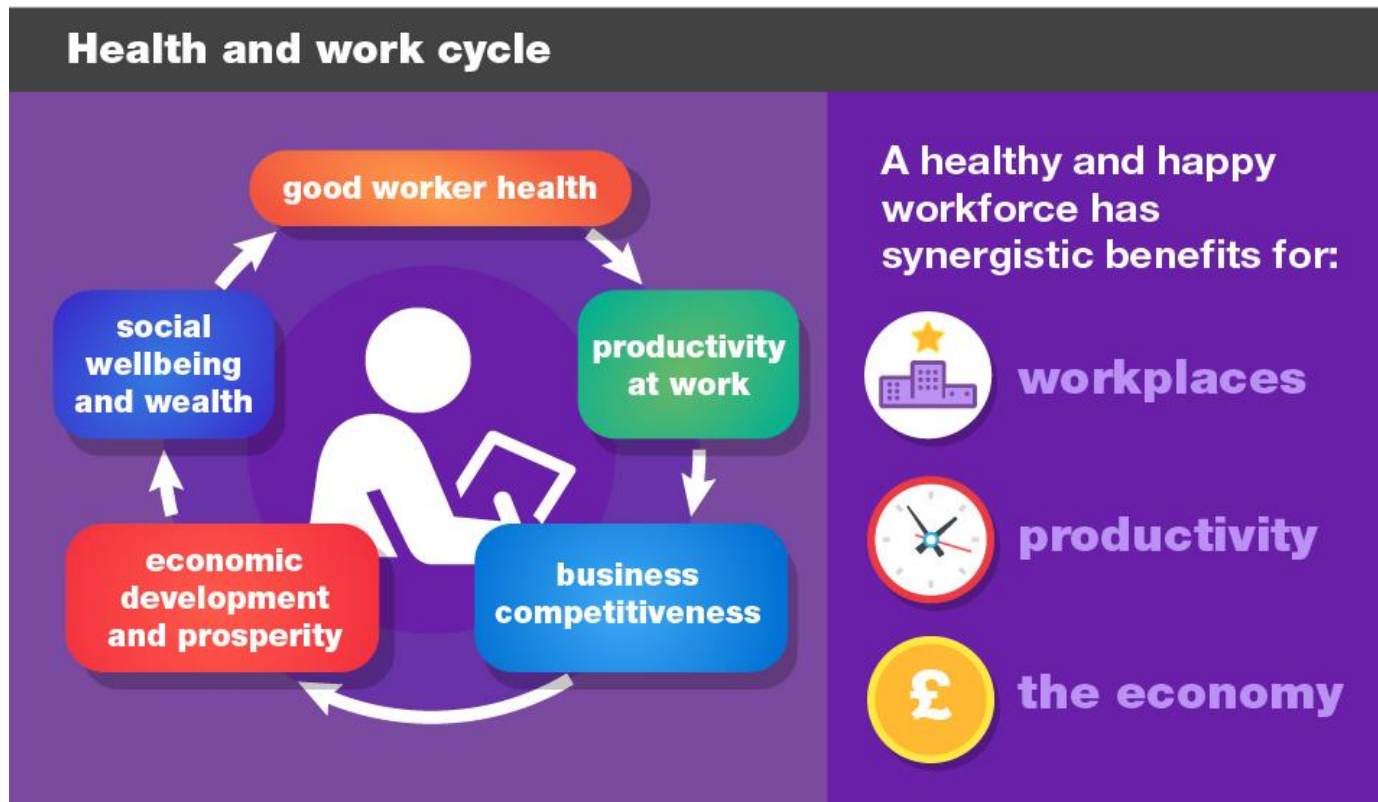 Health and work cycle
good worker health
productivity
at work
business
competitiveness
economic
development
and prosperity
social
wellbeing
and wealth
A healthy and happy
workforce has
synergistic benefits for:
workplaces
productivity
£
the economy